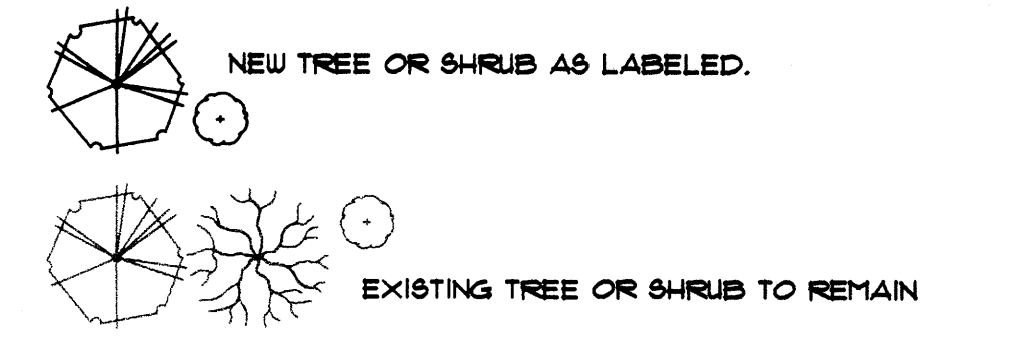 NEW TREE OR SHRUB AS LABELED.
EXISTING TREE OR SHRUB TO REMAIN